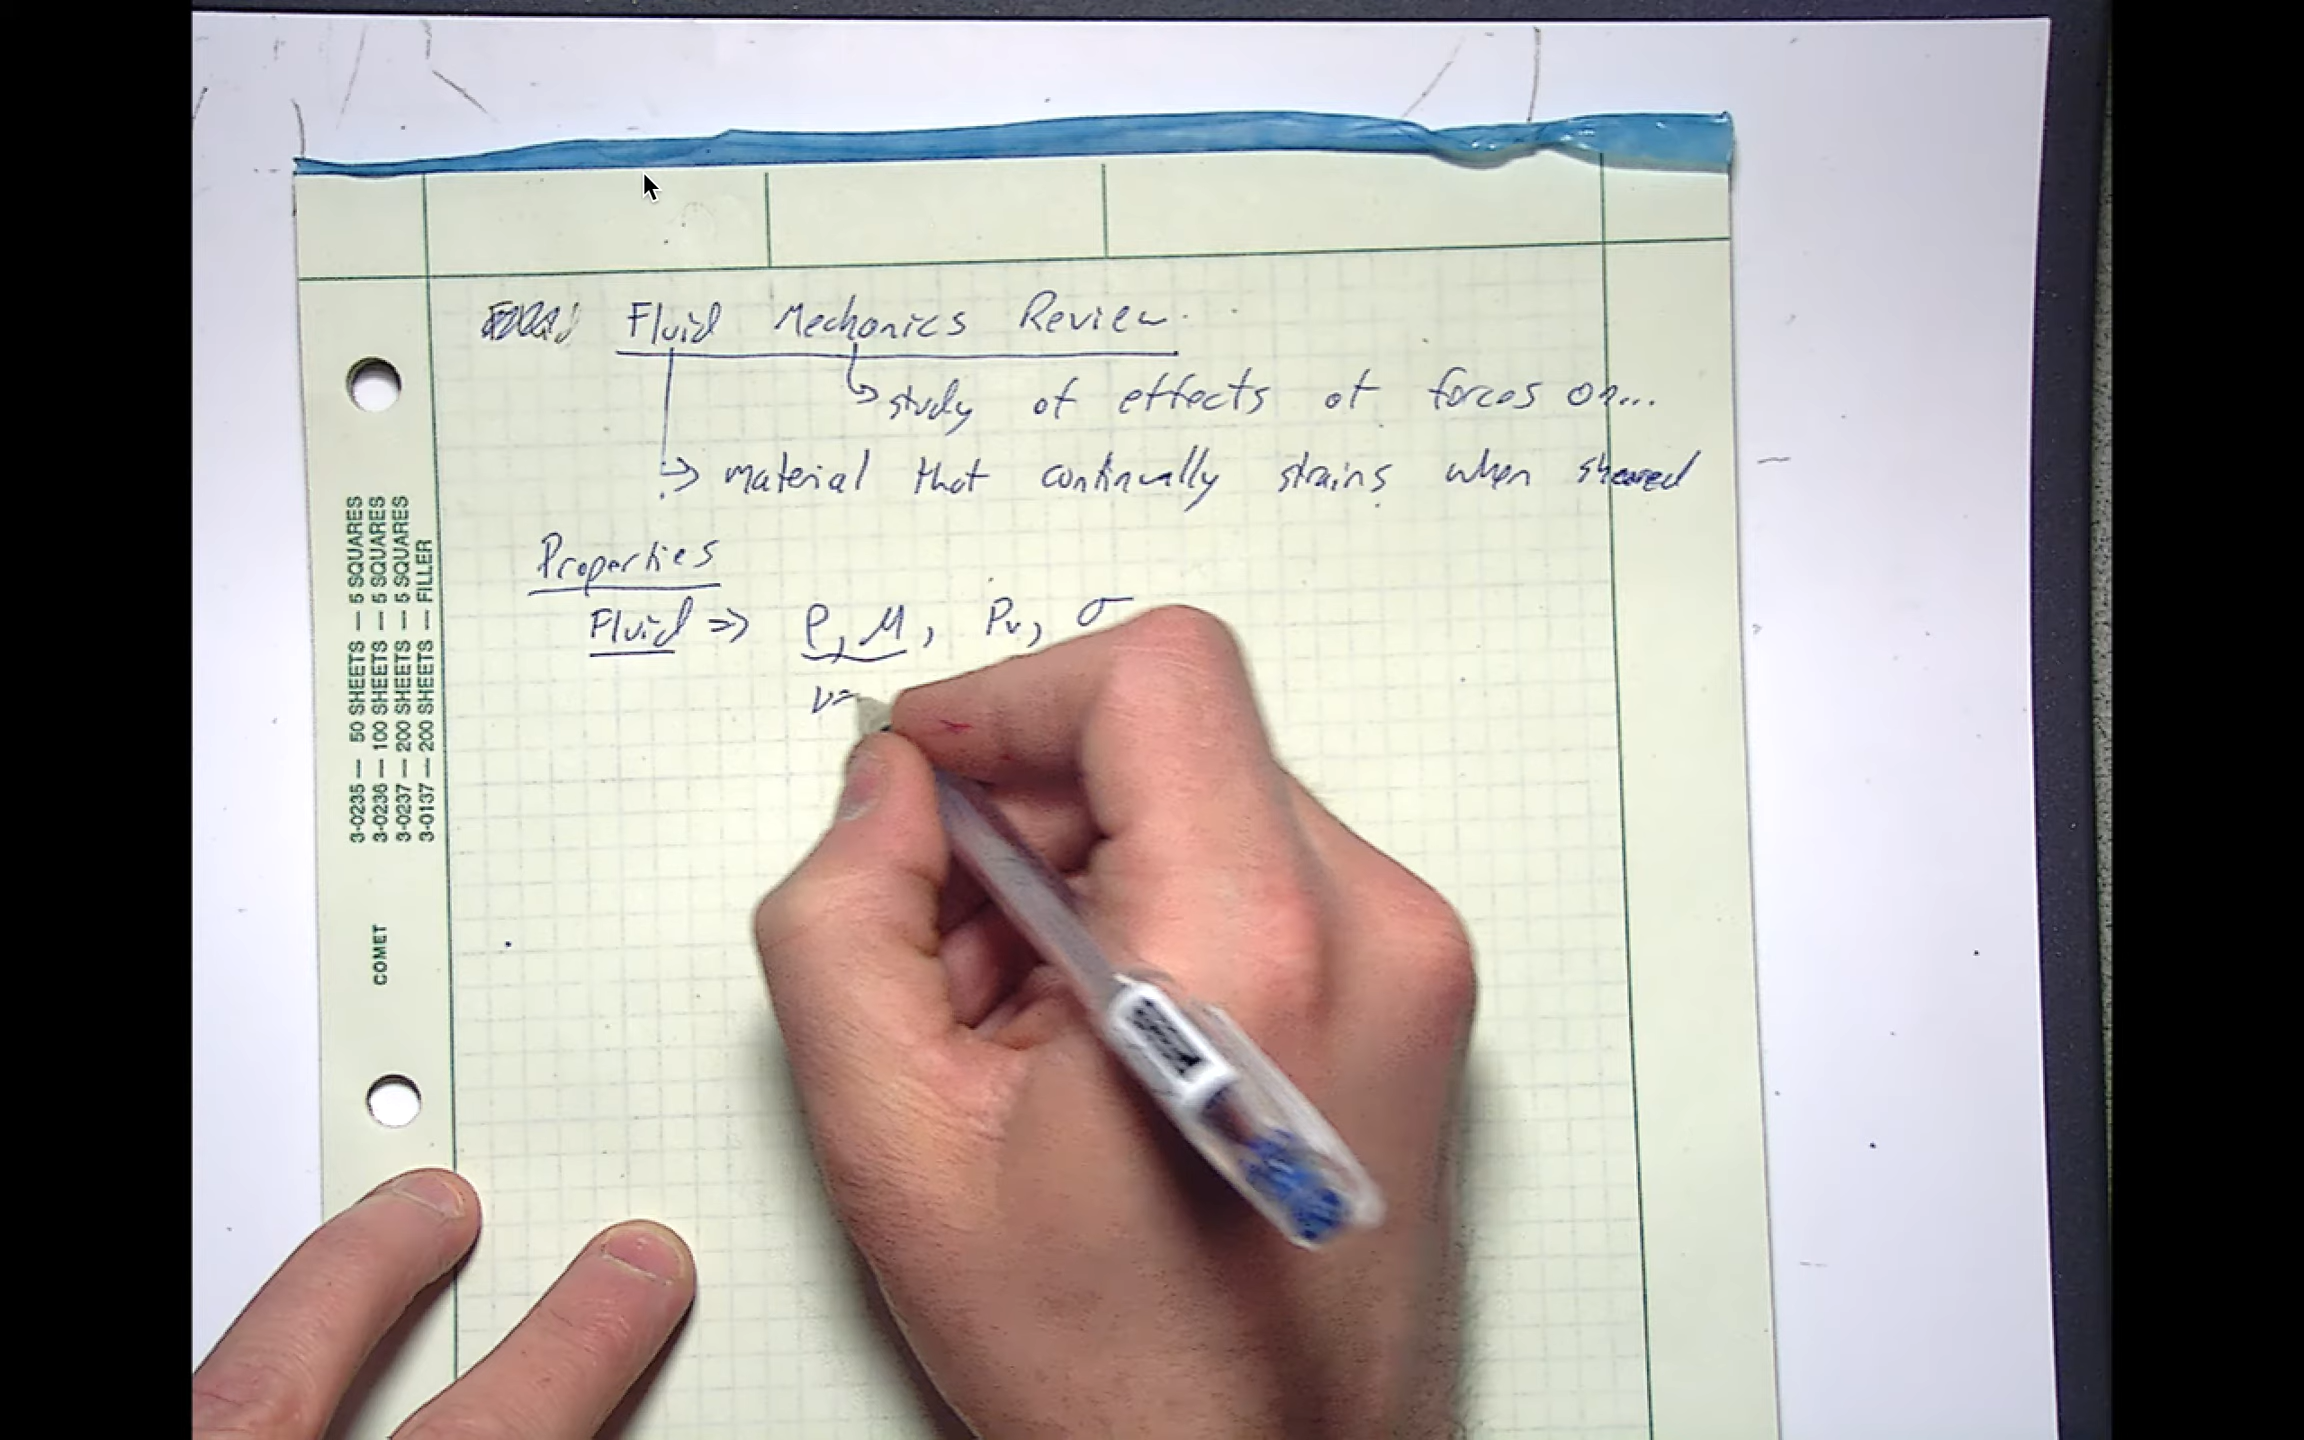 Fluid Mechanics Review
↳ study of effects of forces on...
↳ material that continually strains when sheared
Properties
Fluid ⇒ ρ, μ, Pv, σ
ν=
3-0235 — 50 SHEETS — 5 SQUARES
3-0236 — 100 SHEETS — 5 SQUARES
3-0237 — 200 SHEETS — 5 SQUARES
3-0137 — 200 SHEETS — FILLER
COMET